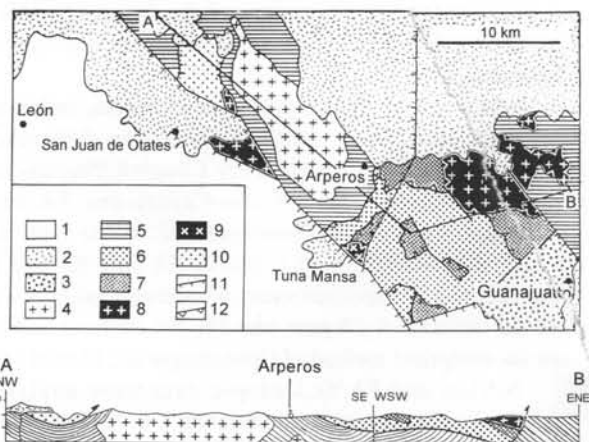 A
10 km
León
San Juan de Otates
Arperos
B
1 5 9
2 6 10
3 7 11
4 8 12
Tuna Mansa
Guanajuato
A Arperos B
NW SE WSW ENE